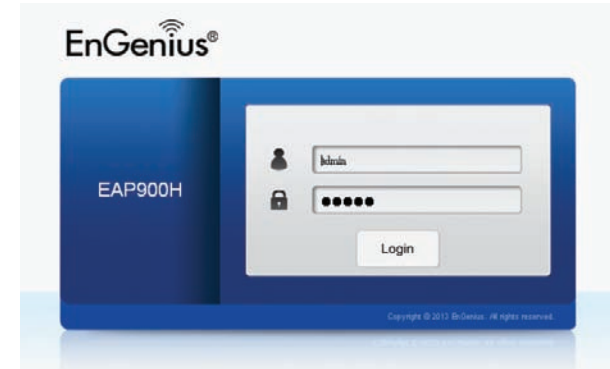 EnGenius®
EAP900H
admin
●●●●●
Login
Copyright © 2013 EnGenius. All rights reserved.